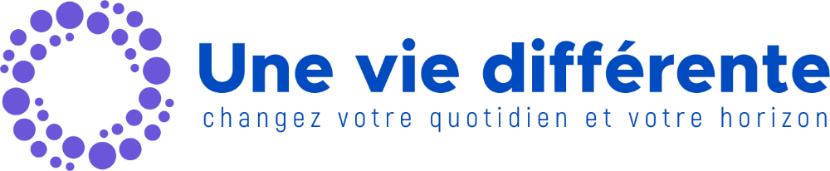 Une vie différente
changez votre quotidien et votre horizon